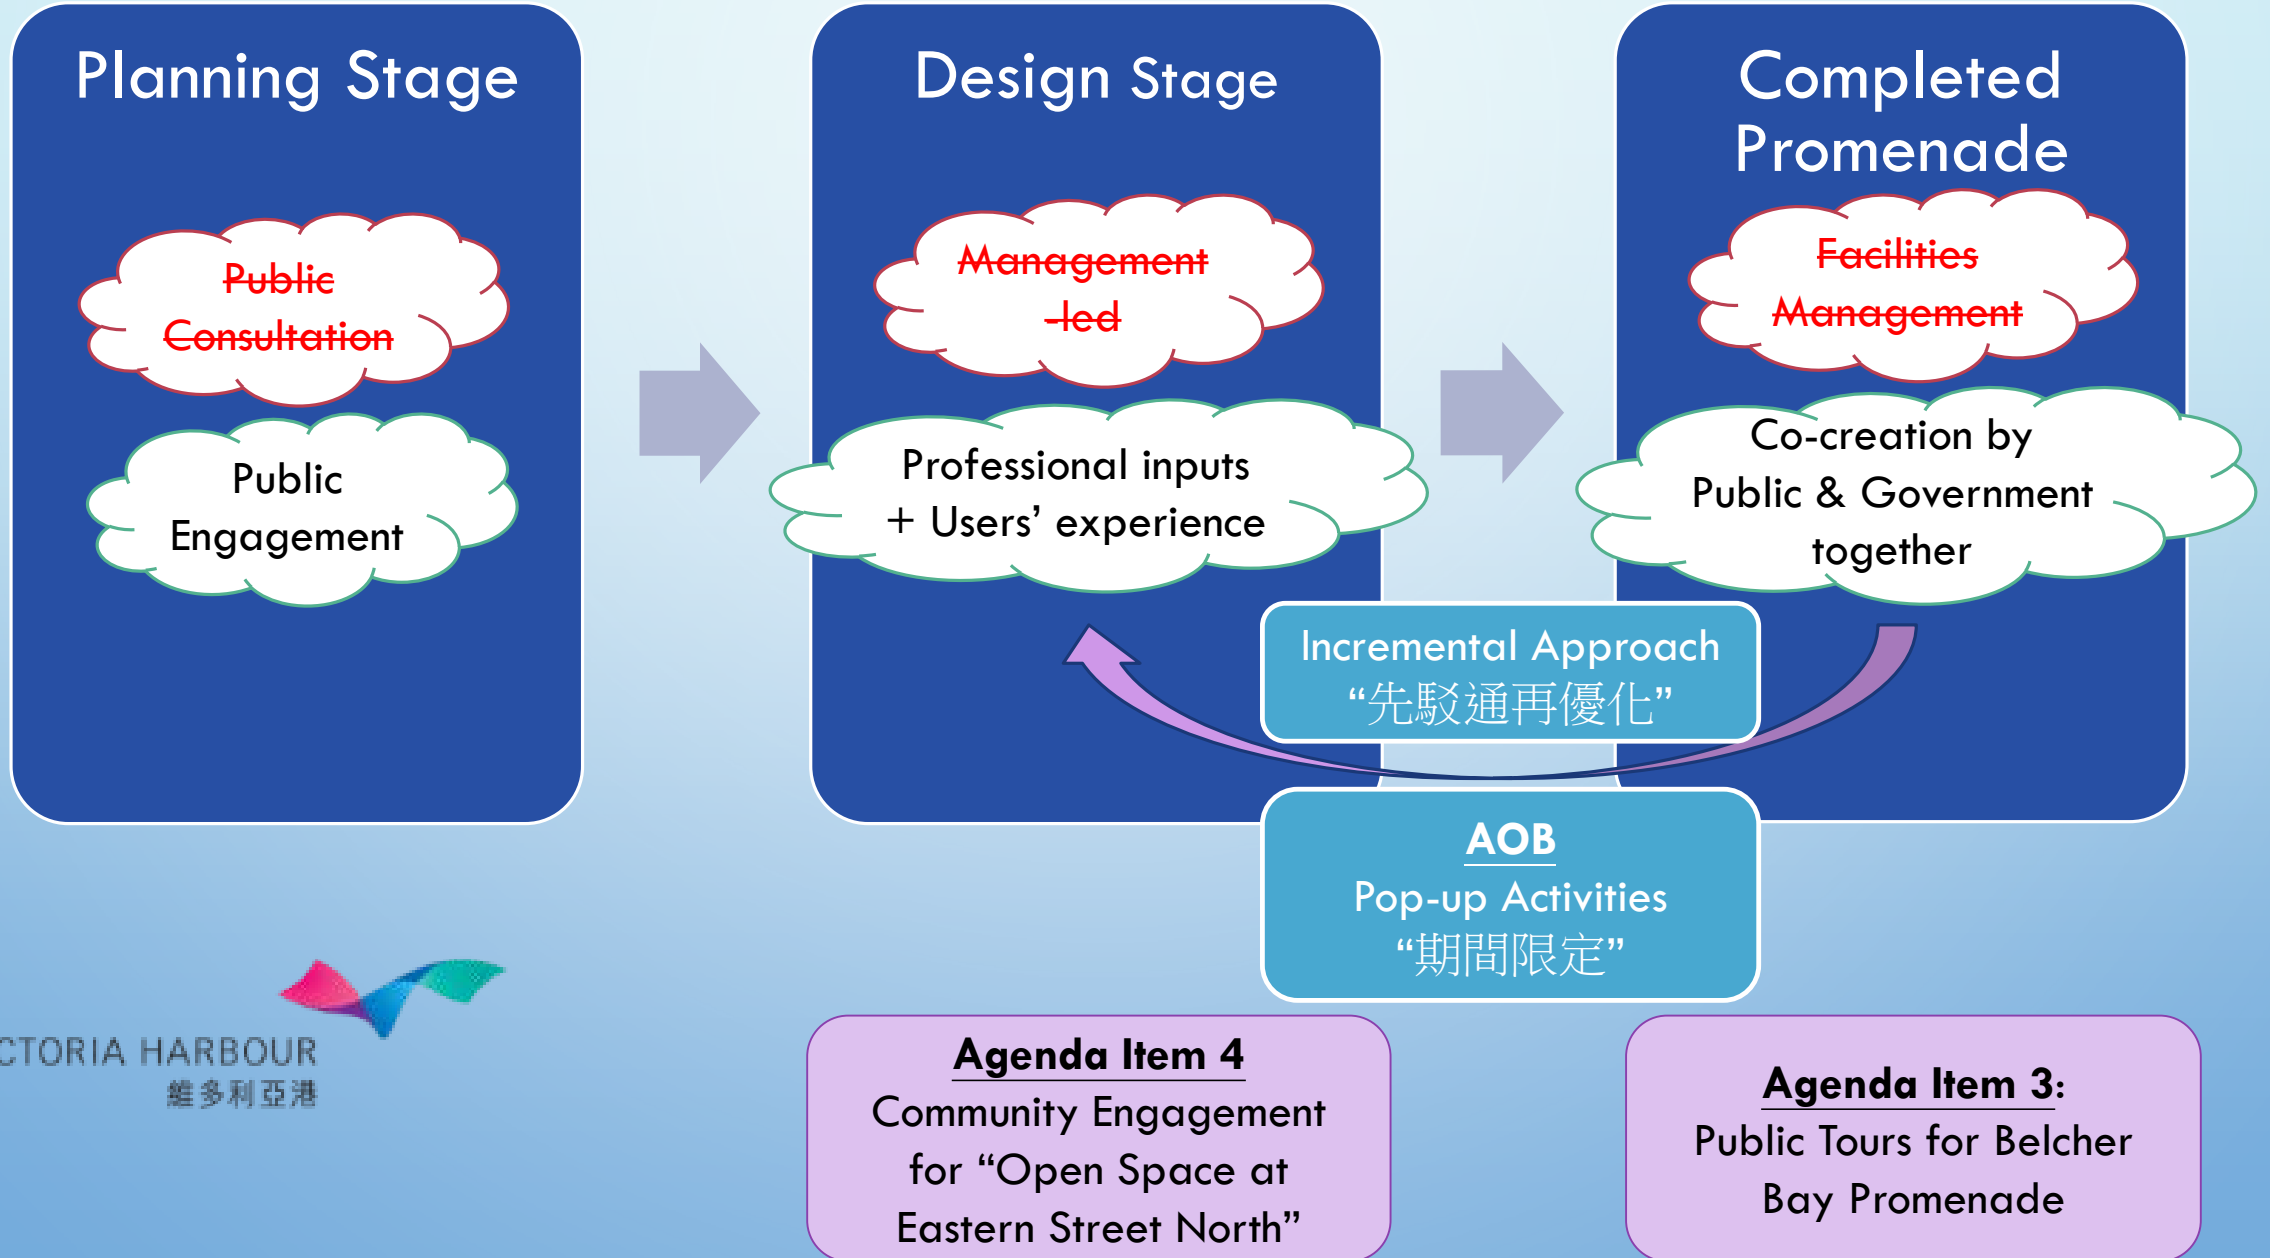 Planning Stage
Public
Consultation
Public
Engagement
Design Stage
Management
-led
Professional inputs
+ Users’ experience
Completed
Promenade
Facilities
Management
Co-creation by
Public & Government
together
Incremental Approach
“先駁通再優化”
AOB
Pop-up Activities
“期間限定”
CTORIA HARBOUR
維多利亞港
Agenda Item 4
Community Engagement
for “Open Space at
Eastern Street North”
Agenda Item 3:
Public Tours for Belcher
Bay Promenade